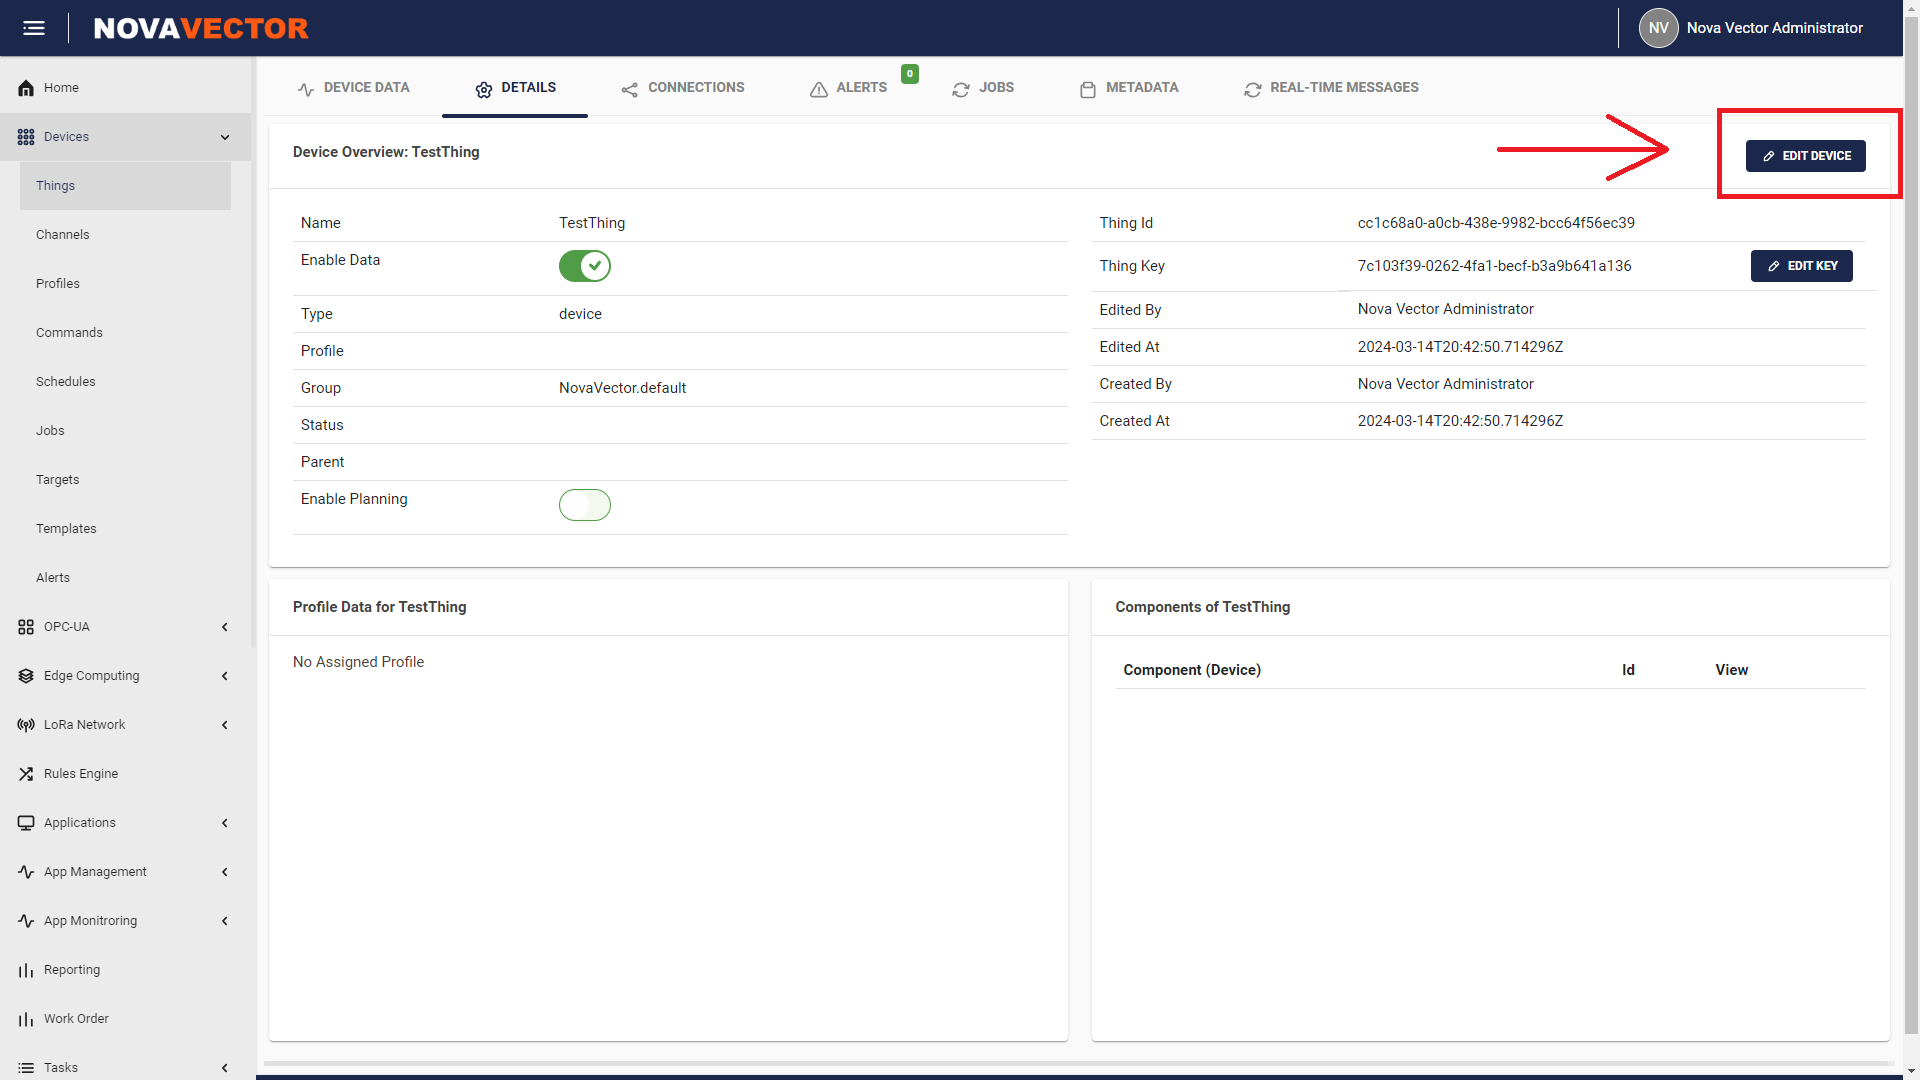 NOVAVECTOR
NV Nova Vector Administrator
Home
Devices
Things
Channels
Profiles
Commands
Schedules
Jobs
Targets
Templates
Alerts
OPC-UA
Edge Computing
LoRa Network
Rules Engine
Applications
App Management
App Monitroring
Reporting
Work Order
Tasks
DEVICE DATA DETAILS CONNECTIONS ALERTS 0 JOBS METADATA REAL-TIME MESSAGES
Device Overview: TestThing
EDIT DEVICE
Name TestThing
Enable Data
Type device
Profile
Group NovaVector.default
Status
Parent
Enable Planning
Thing Id cc1c68a0-a0cb-438e-9982-bcc64f56ec39
Thing Key 7c103f39-0262-4fa1-becf-b3a9b641a136 EDIT KEY
Edited By Nova Vector Administrator
Edited At 2024-03-14T20:42:50.714296Z
Created By Nova Vector Administrator
Created At 2024-03-14T20:42:50.714296Z
Profile Data for TestThing
No Assigned Profile
Components of TestThing
Component (Device) Id View